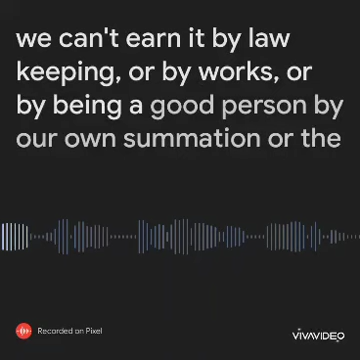 we can't earn it by law
keeping, or by works, or
by being a good person by
our own summation or the
Recorded on Pixel
VIVAVIDEO